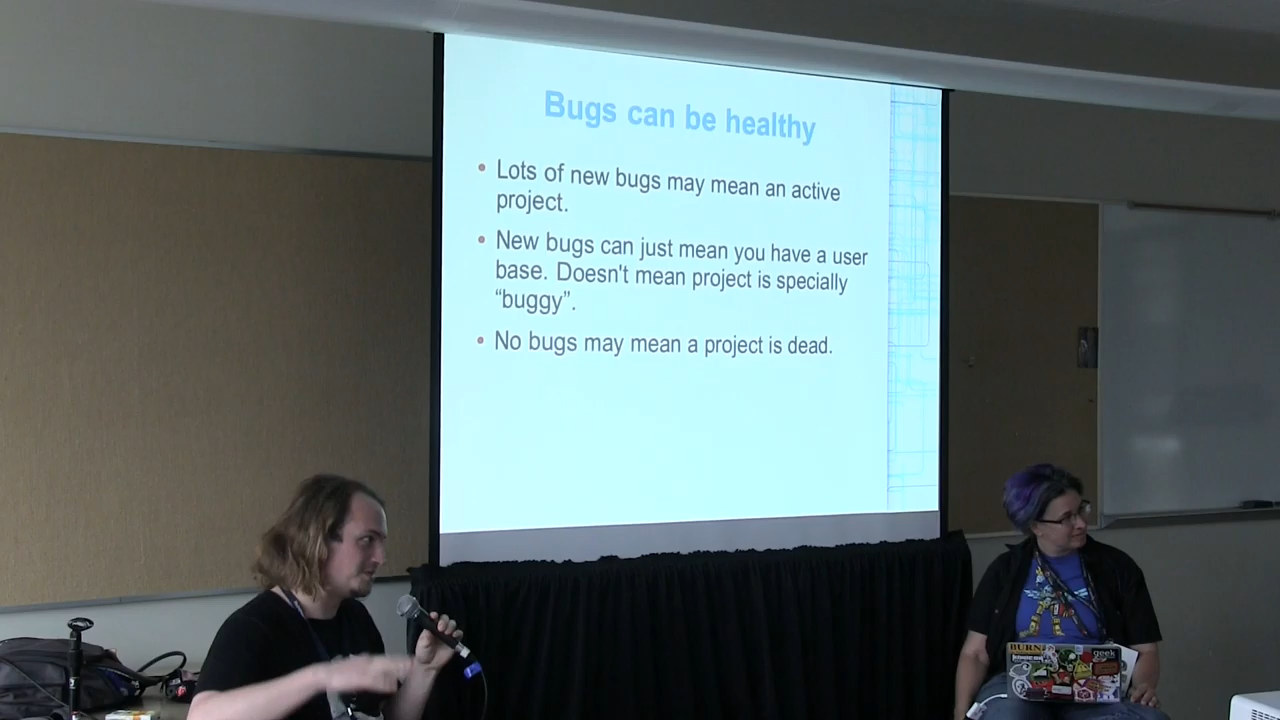 Bugs can be healthy
• Lots of new bugs may mean an active
project.
• New bugs can just mean you have a user
base. Doesn't mean project is specially
“buggy”.
• No bugs may mean a project is dead.
BURN
geek